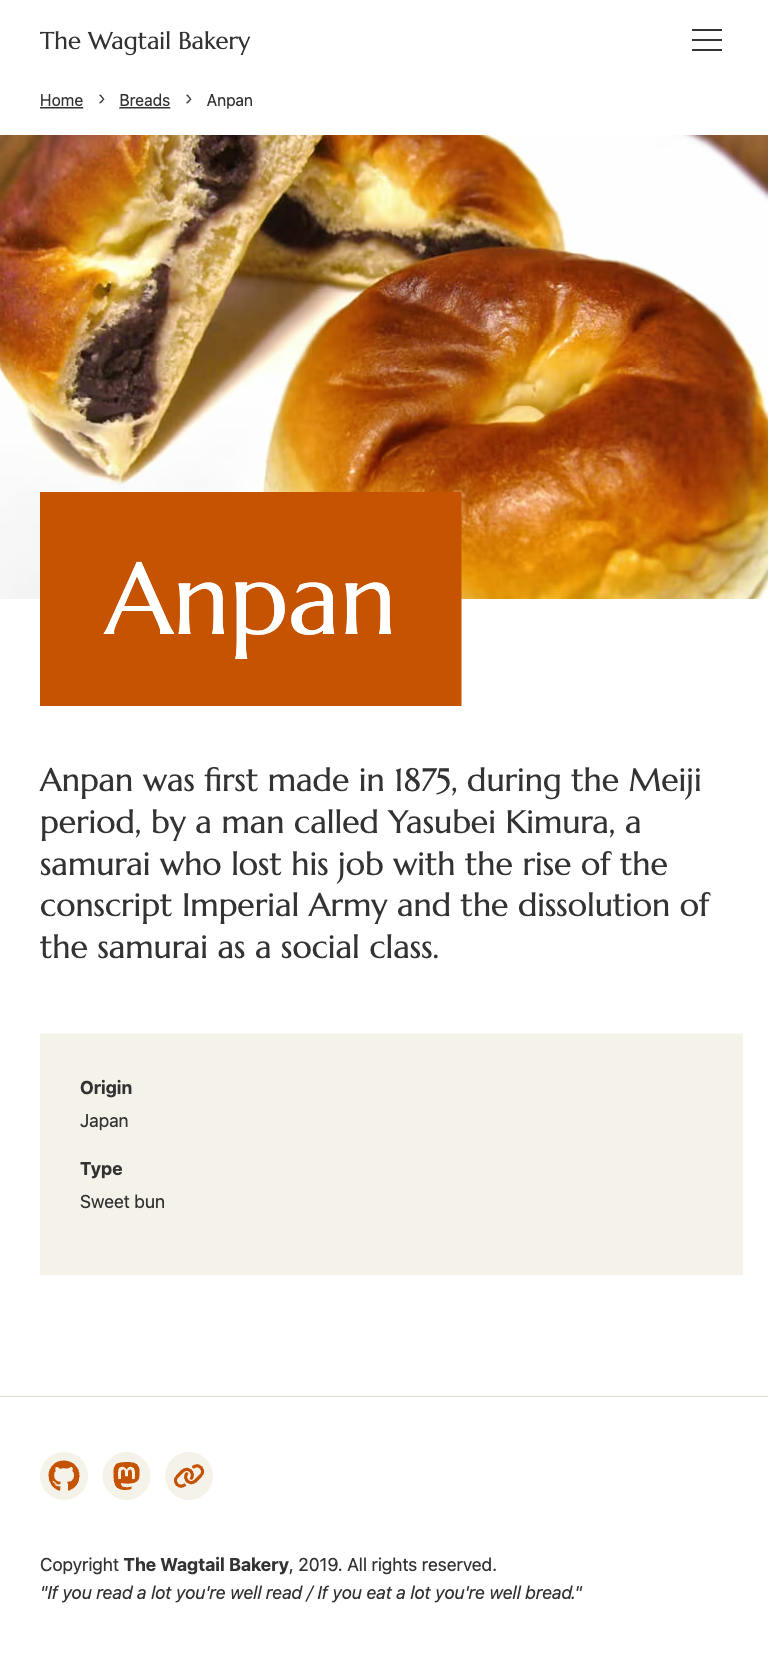 The Wagtail Bakery
Home > Breads > Anpan
Anpan
Anpan was first made in 1875, during the Meiji
period, by a man called Yasubei Kimura, a
samurai who lost his job with the rise of the
conscript Imperial Army and the dissolution of
the samurai as a social class.
Origin
Japan
Type
Sweet bun
Copyright The Wagtail Bakery, 2019. All rights reserved.
"If you read a lot you're well read / If you eat a lot you're well bread."